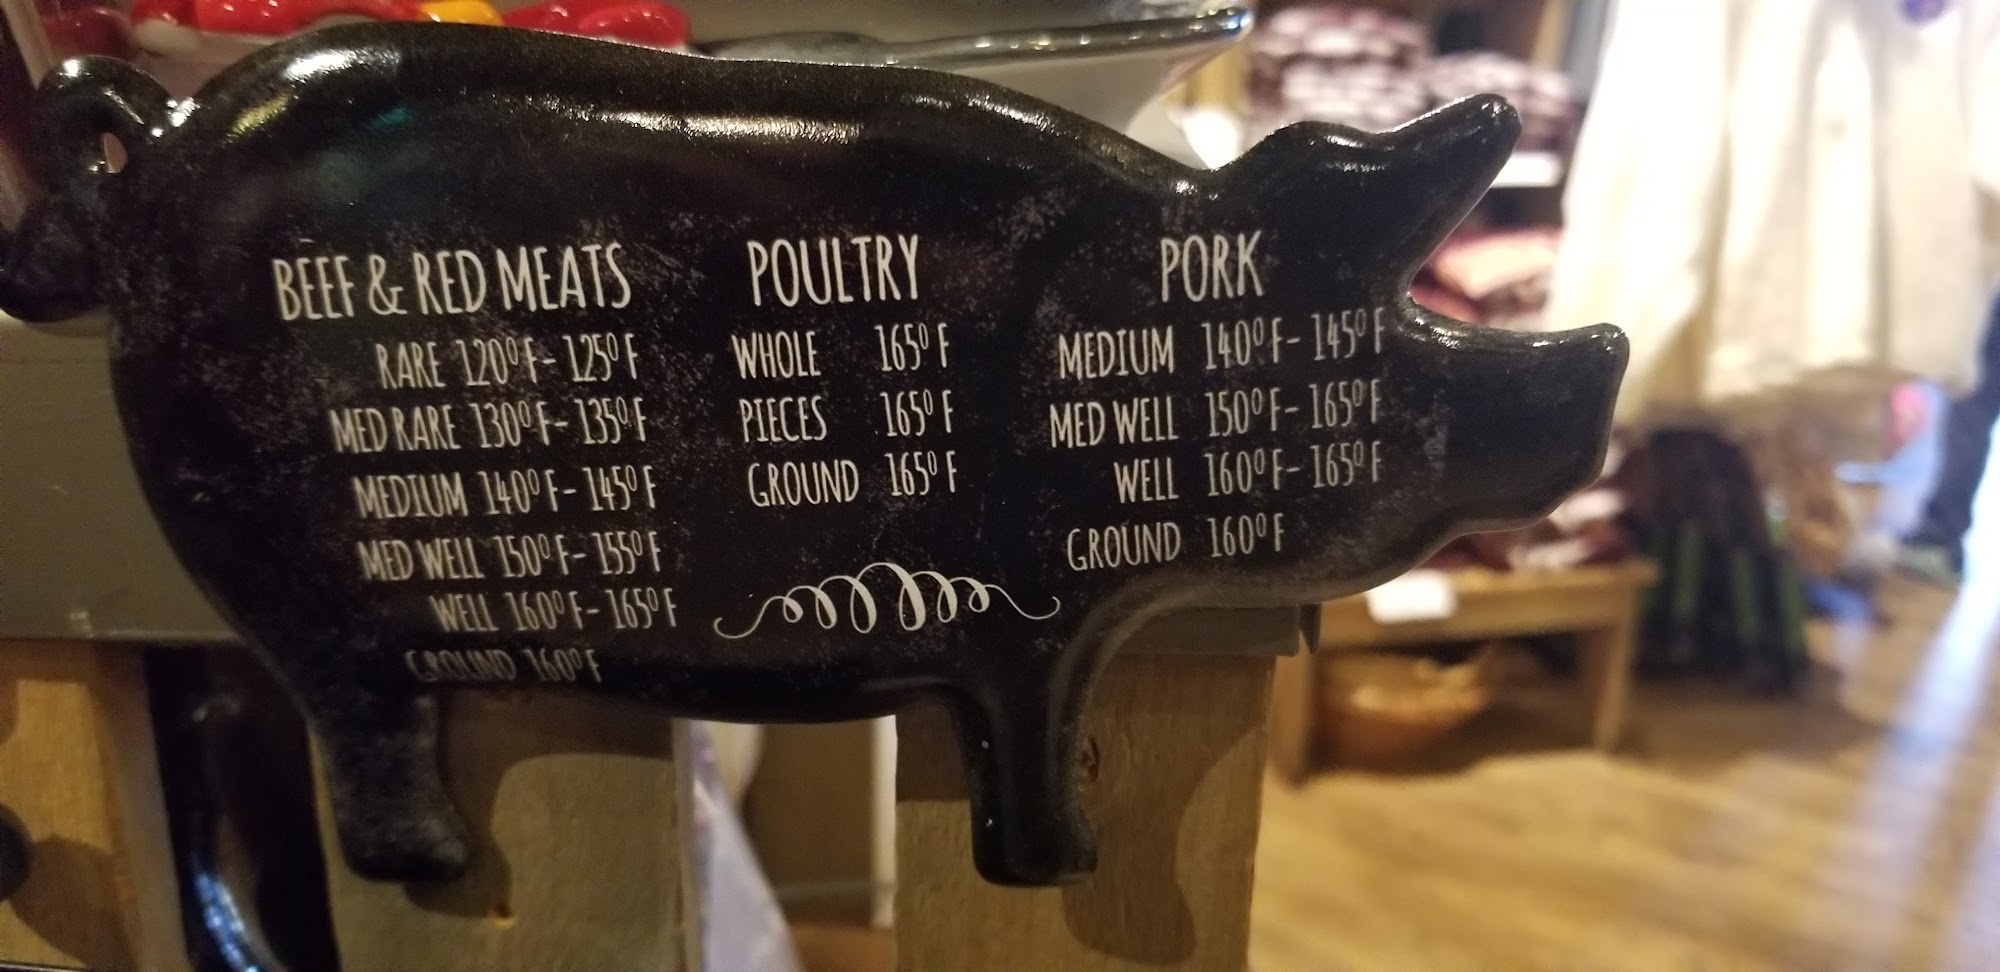 BEEF & RED MEATS
RARE 120° F - 125° F
MED RARE 130° F - 135° F
MEDIUM 140° F - 145° F
MED WELL 150° F - 155° F
WELL 160° F - 165° F
GROUND 160° F
POULTRY
WHOLE 165° F
PIECES 165° F
GROUND 165° F
PORK
MEDIUM 140° F - 145° F
MED WELL 150° F - 165° F
WELL 160° F - 165° F
GROUND 160° F